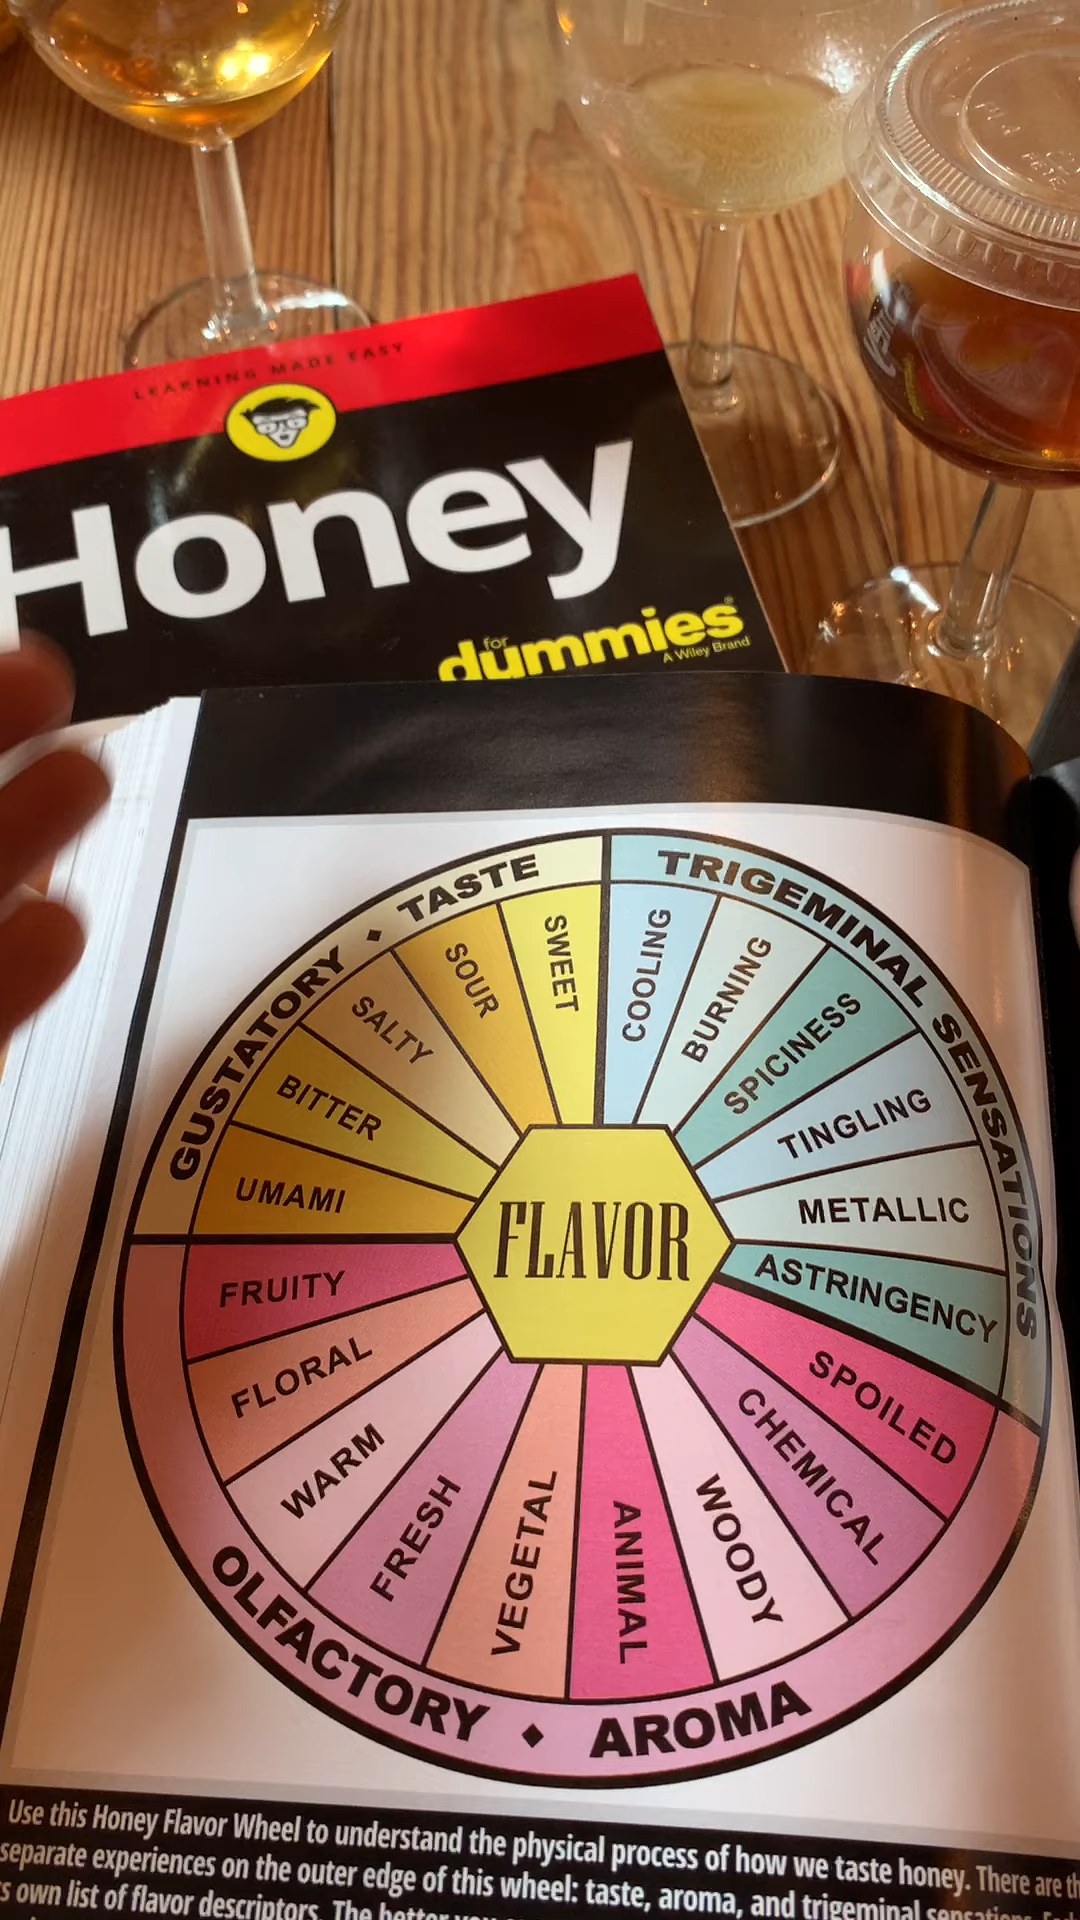 LEARNING MADE EASY
Honey
for
dummies®
A Wiley Brand
GUSTATORY • TASTE
TRIGEMINAL SENSATIONS
SWEET
SOUR
SALTY
BITTER
UMAMI
COOLING
BURNING
SPICINESS
TINGLING
METALLIC
ASTRINGENCY
FLAVOR
FRUITY
FLORAL
WARM
FRESH
VEGETAL
ANIMAL
WOODY
CHEMICAL
SPOILED
OLFACTORY ♦ AROMA
Use this Honey Flavor Wheel to understand the physical process of how we taste honey. There are
separate experiences on the outer edge of this wheel: taste, aroma, and trigeminal sensations.
own list of flavor descriptors. The better